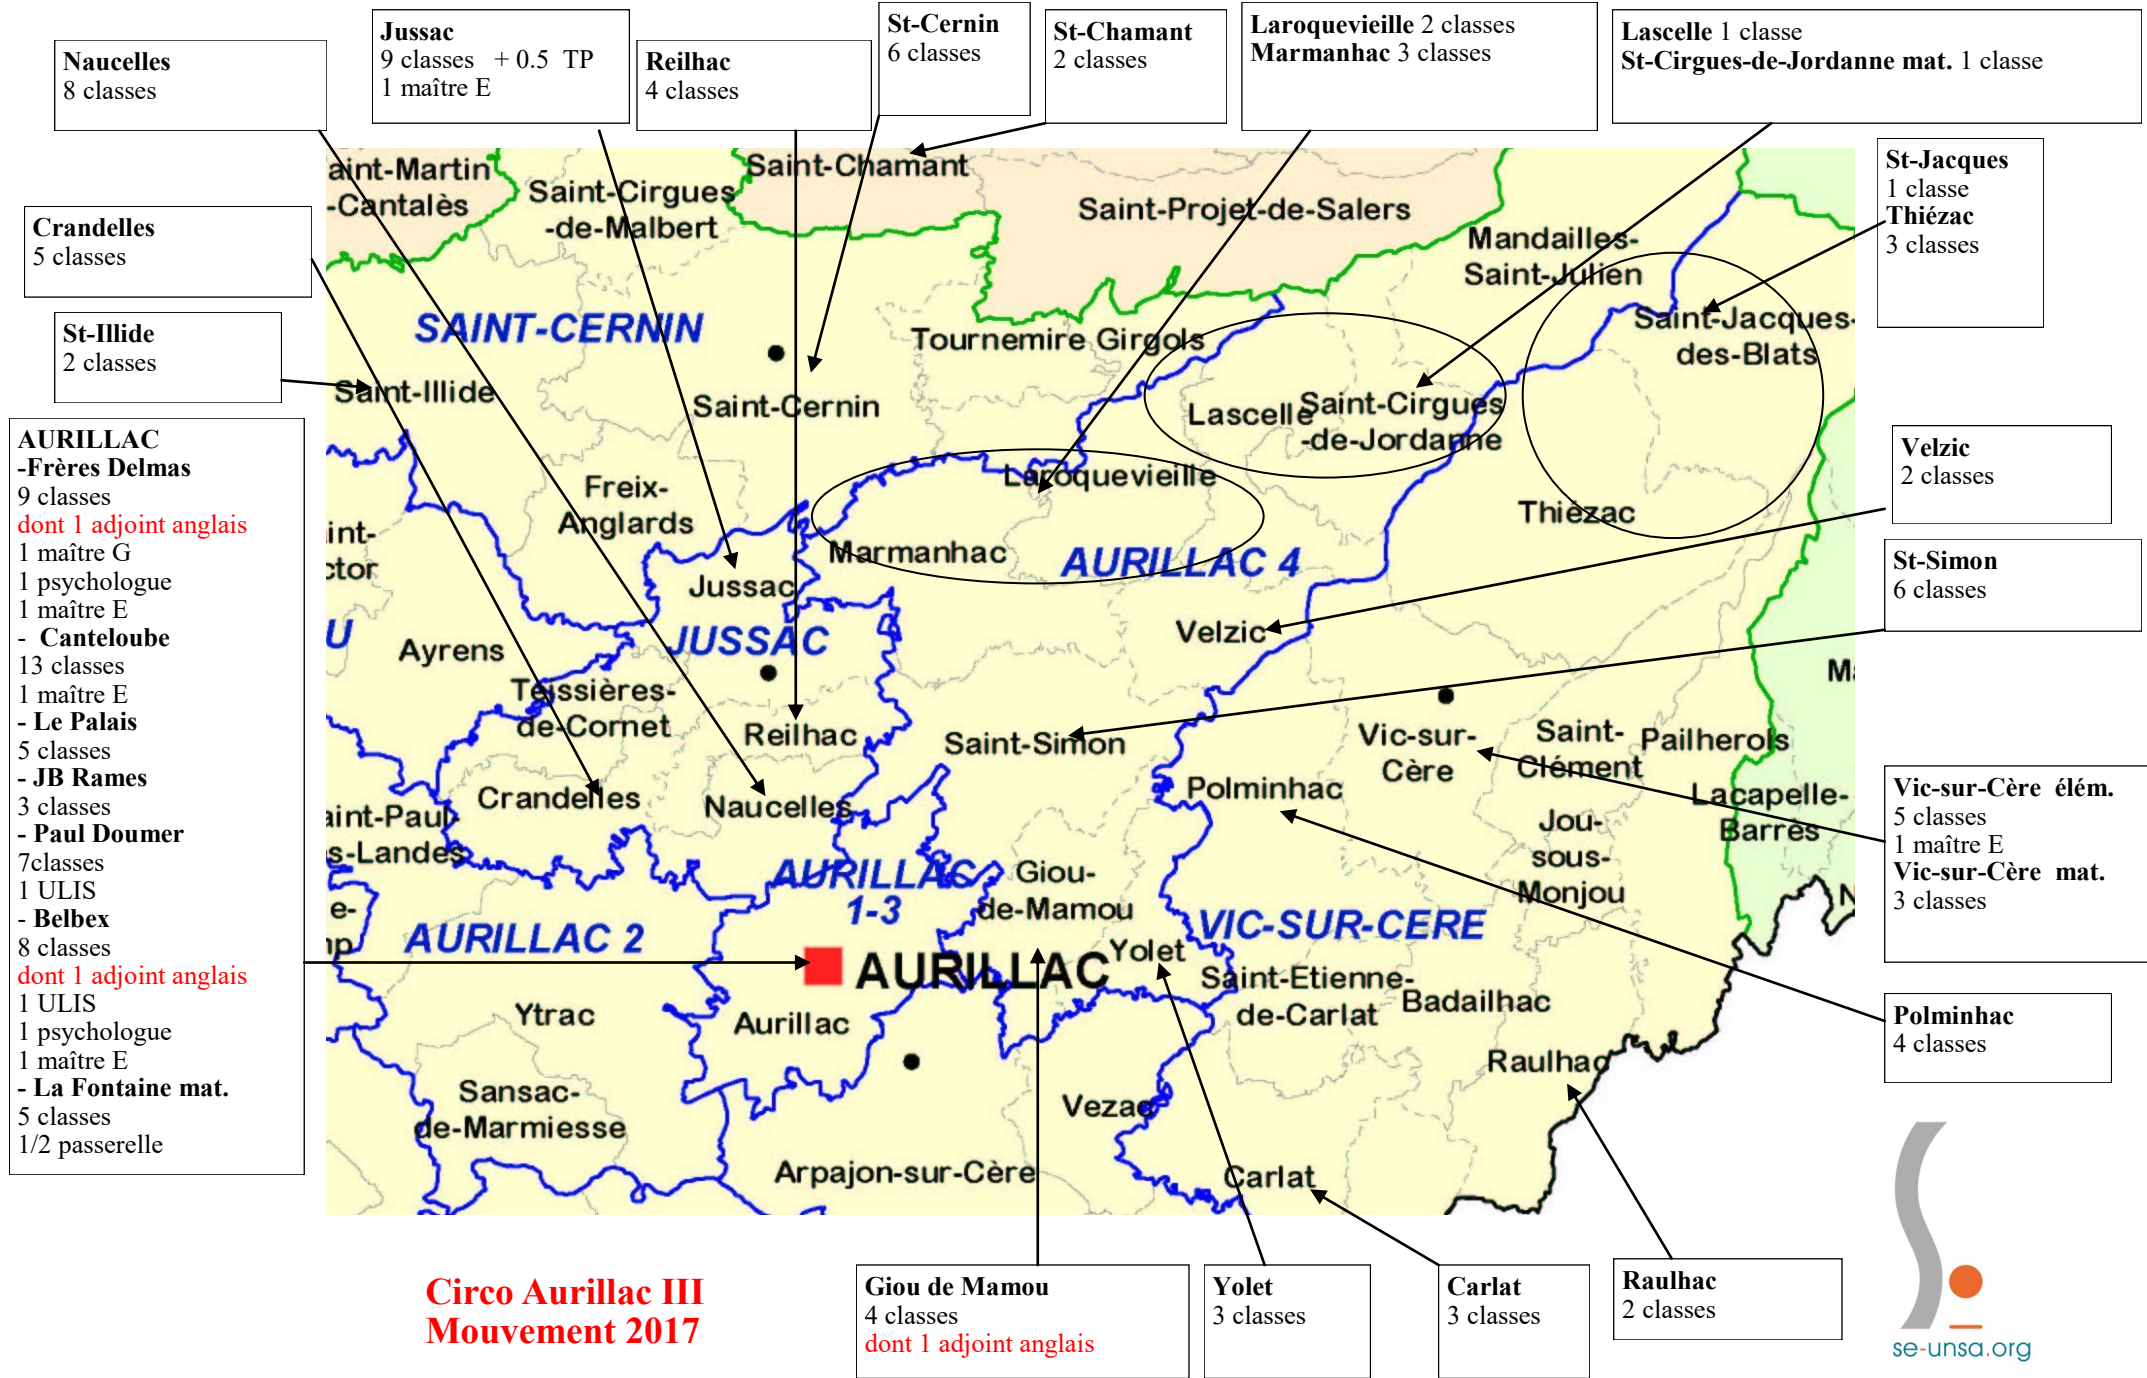 Naucelles
8 classes
Jussac
9 classes + 0.5 TP
1 maître E
Reilhac
4 classes
St-Cernin
6 classes
St-Chamant
2 classes
Laroquevieille 2 classes
Marmanhac 3 classes
Lascelle 1 classe
St-Cirgues-de-Jordanne mat. 1 classe
St-Jacques
1 classe
Thiézac
3 classes
Crandelles
5 classes
St-Illide
2 classes
AURILLAC
-Frères Delmas
9 classes
dont 1 adjoint anglais
1 maître G
1 psychologue
1 maître E
- Canteloube
13 classes
1 maître E
- Le Palais
5 classes
- JB Rames
3 classes
- Paul Doumer
7classes
1 ULIS
- Belbex
8 classes
dont 1 adjoint anglais
1 ULIS
1 psychologue
1 maître E
- La Fontaine mat.
5 classes
1/2 passerelle
aint-Martin
-Cantalès
Saint-Cirgues
-de-Malbert
Saint-Chamant
Saint-Projet-de-Salers
Mandailles-
Saint-Julien
Saint-Jacques-
des-Blats
SAINT-CERNIN
Tournemire
Girgols
Saint-Illide
Saint-Cernin
Lascelle
Saint-Cirgues
-de-Jordanne
Freix-
Anglards
Laroquevieille
Thiézac
int-
ctor
Marmanhac
AURILLAC 4
Jussac
U
Ayrens
JUSSAC
Velzic
Teissières-
de-Cornet
Reilhac
Saint-Simon
Vic-sur-
Cère
Saint-
Clément
Pailherols
M
Crandelles
Naucelles
Polminhac
Lacapelle-
Barrès
aint-Paul-
s-Landes
Jou-
sous-
Monjou
AURILLAC
1-3
Giou-
de-Mamou
N
e-
mp
AURILLAC 2
VIC-SUR-CERE
AURILLAC
Yolet
Saint-Etienne-
de-Carlat
Badailhac
Ytrac
Aurillac
Raulhac
Sansac-
de-Marmiesse
Vezac
Arpajon-sur-Cère
Carlat
Velzic
2 classes
St-Simon
6 classes
Vic-sur-Cère élém.
5 classes
1 maître E
Vic-sur-Cère mat.
3 classes
Polminhac
4 classes
Circo Aurillac III
Mouvement 2017
Giou de Mamou
4 classes
dont 1 adjoint anglais
Yolet
3 classes
Carlat
3 classes
Raulhac
2 classes
se-unsa.org